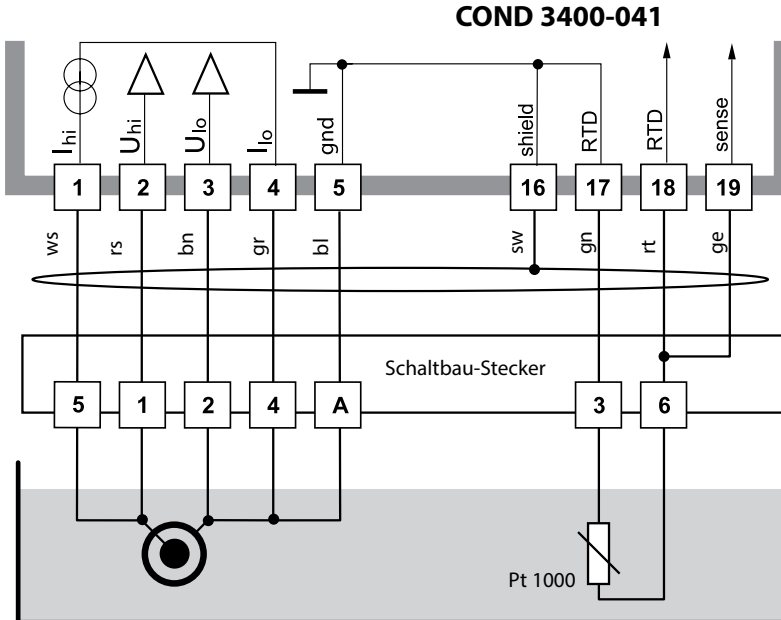 COND 3400-041
I hi
U hi
U lo
I lo
gnd
shield
RTD
RTD
sense
1 2 3 4 5 16 17 18 19
ws rs bn gr bl sw gn rt ge
Schaltbau-Stecker
5 1 2 4 A 3 6
Pt 1000